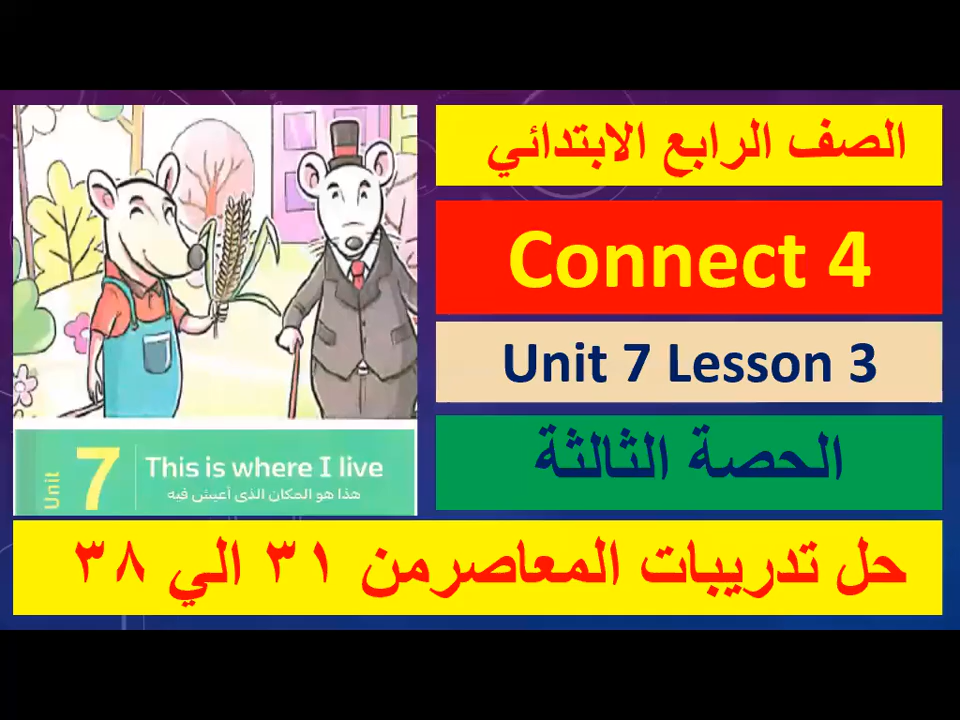 الصف الرابع الابتدائي
Connect 4
Unit 7 Lesson 3
الحصة الثالثة
Unit 7
This is where I live
هذا هو المكان الذى أعيش فيه
حل تدريبات المعاصرمن ٣١ الي ٣٨